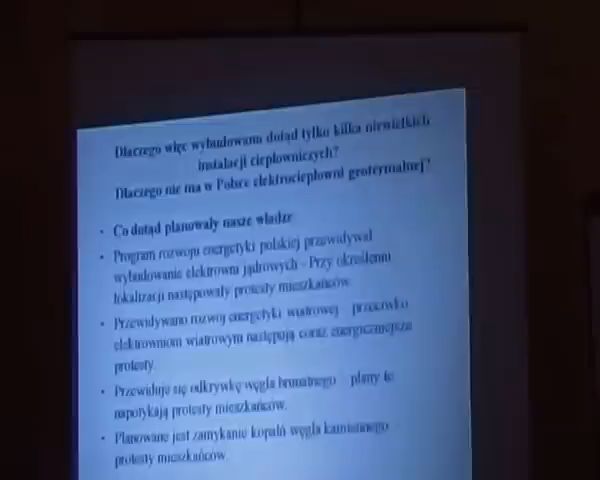 Dlaczego więc wybudowano dotąd tylko kilka niewielkich
instalacji ciepłowniczych?
Dlaczego nie ma w Polsce elektrociepłowni geotermalnej?
• Co dotąd planowały nasze władze
• Program rozwoju energetyki polskiej przewidywał
wybudowanie elektrowni jądrowych - Przy określeniu
lokalizacji następowały protesty mieszkańców.
• Przewidywano rozwój energetyki wiatrowej - przeciwko
elektrowniom wiatrowym następują coraz energiczniejsze
protesty.
• Przewiduje się odkrywkę węgla brunatnego - plany te
napotykają protesty mieszkańców.
• Planowane jest zamykanie kopalń węgla kamiennego -
protesty mieszkańców.